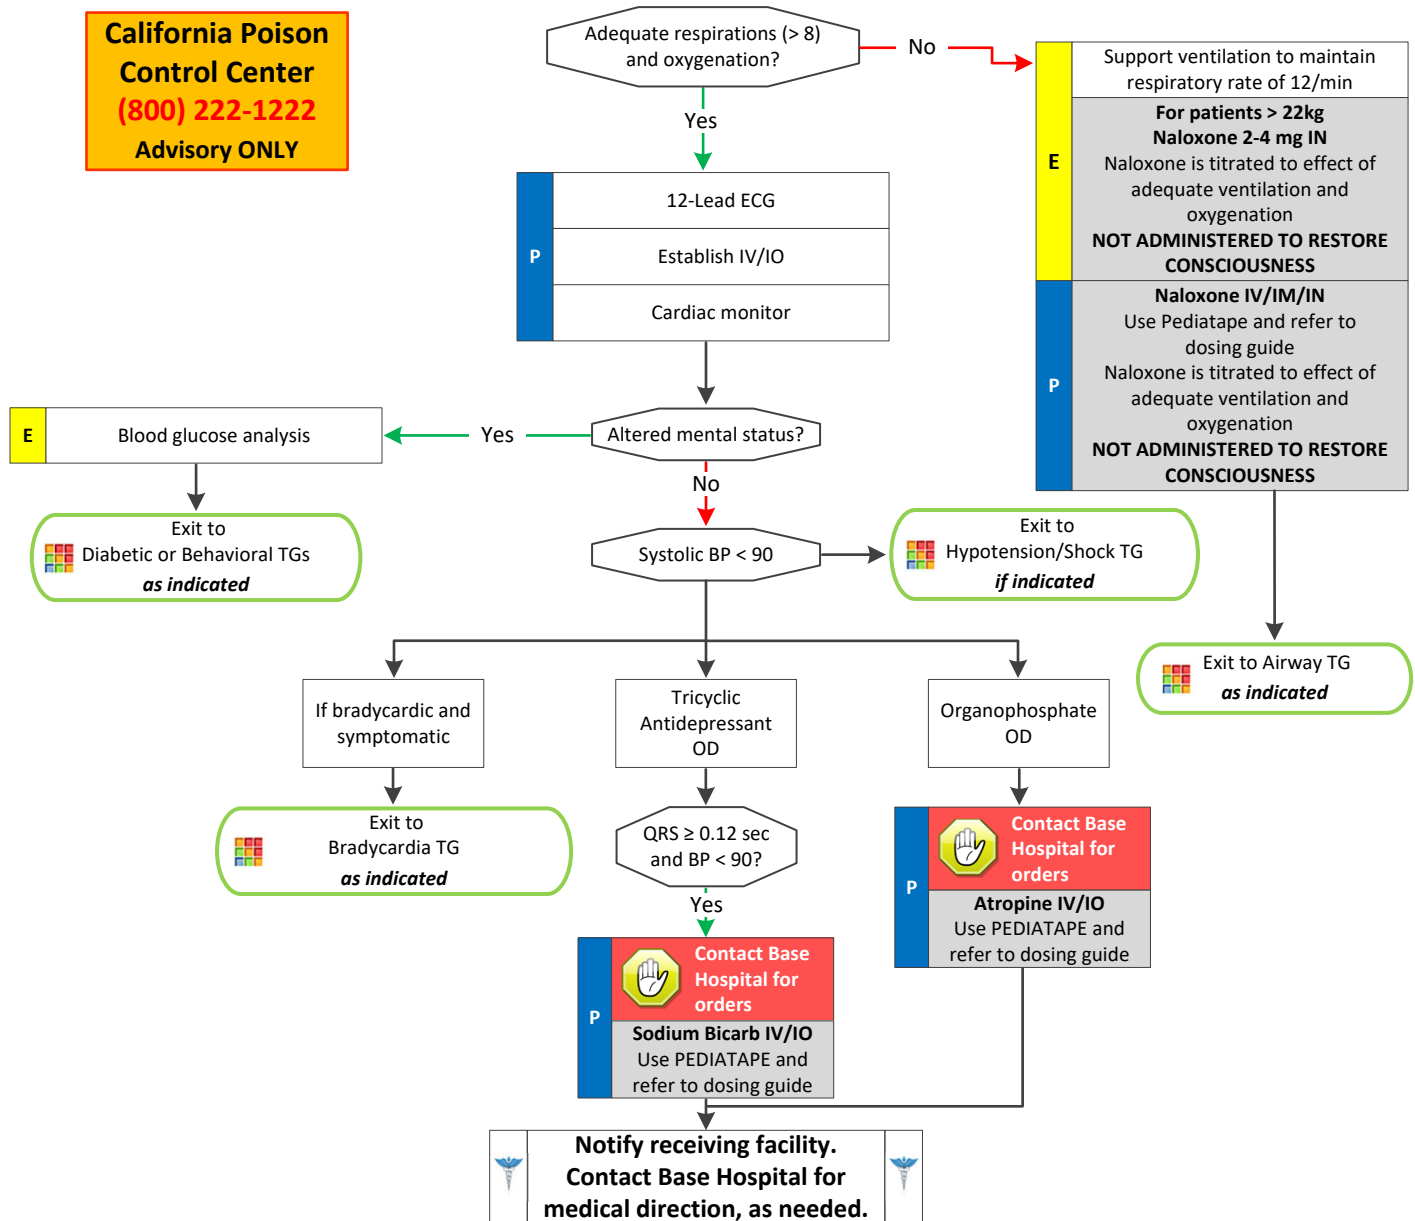 California Poison
Control Center
(800) 222-1222
Advisory ONLY
Adequate respirations (> 8)
and oxygenation?
No
Yes
E
Support ventilation to maintain
respiratory rate of 12/min
For patients > 22kg
Naloxone 2-4 mg IN
Naloxone is titrated to effect of
adequate ventilation and
oxygenation
NOT ADMINISTERED TO RESTORE
CONSCIOUSNESS
P
Naloxone IV/IM/IN
Use Pediatape and refer to
dosing guide
Naloxone is titrated to effect of
adequate ventilation and
oxygenation
NOT ADMINISTERED TO RESTORE
CONSCIOUSNESS
Exit to Airway TG
as indicated
P
12-Lead ECG
Establish IV/IO
Cardiac monitor
Altered mental status?
Yes
E
Blood glucose analysis
Exit to
Diabetic or Behavioral TGs
as indicated
No
Systolic BP < 90
Exit to
Hypotension/Shock TG
if indicated
If bradycardic and
symptomatic
Exit to
Bradycardia TG
as indicated
Tricyclic
Antidepressant
OD
QRS ≥ 0.12 sec
and BP < 90?
Yes
P
Contact Base
Hospital for
orders
Sodium Bicarb IV/IO
Use PEDIATAPE and
refer to dosing guide
Organophosphate
OD
P
Contact Base
Hospital for
orders
Atropine IV/IO
Use PEDIATAPE and
refer to dosing guide
Notify receiving facility.
Contact Base Hospital for
medical direction, as needed.